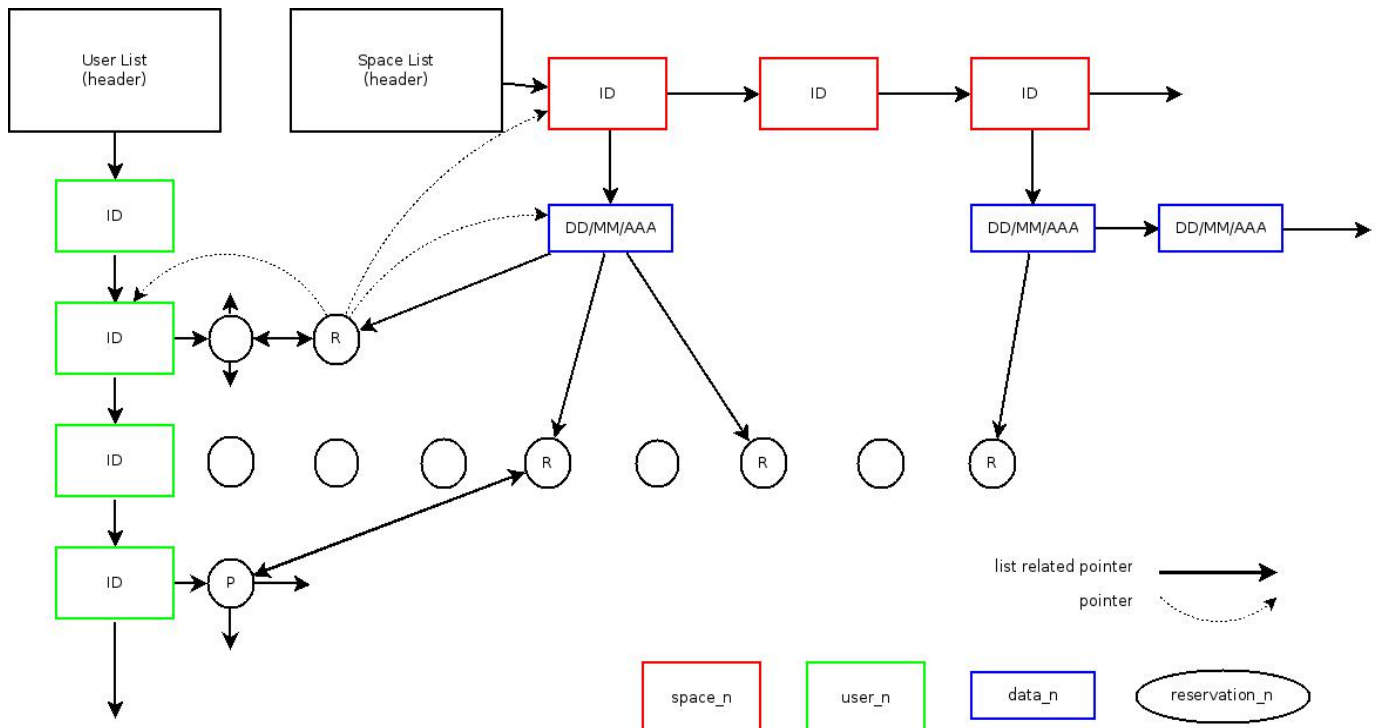 User List
(header)
Space List
(header)
ID
ID
ID
ID
DD/MM/AAA
DD/MM/AAA
DD/MM/AAA
ID
R
ID
R
R
R
ID
P
list related pointer
pointer
space_n
user_n
data_n
reservation_n